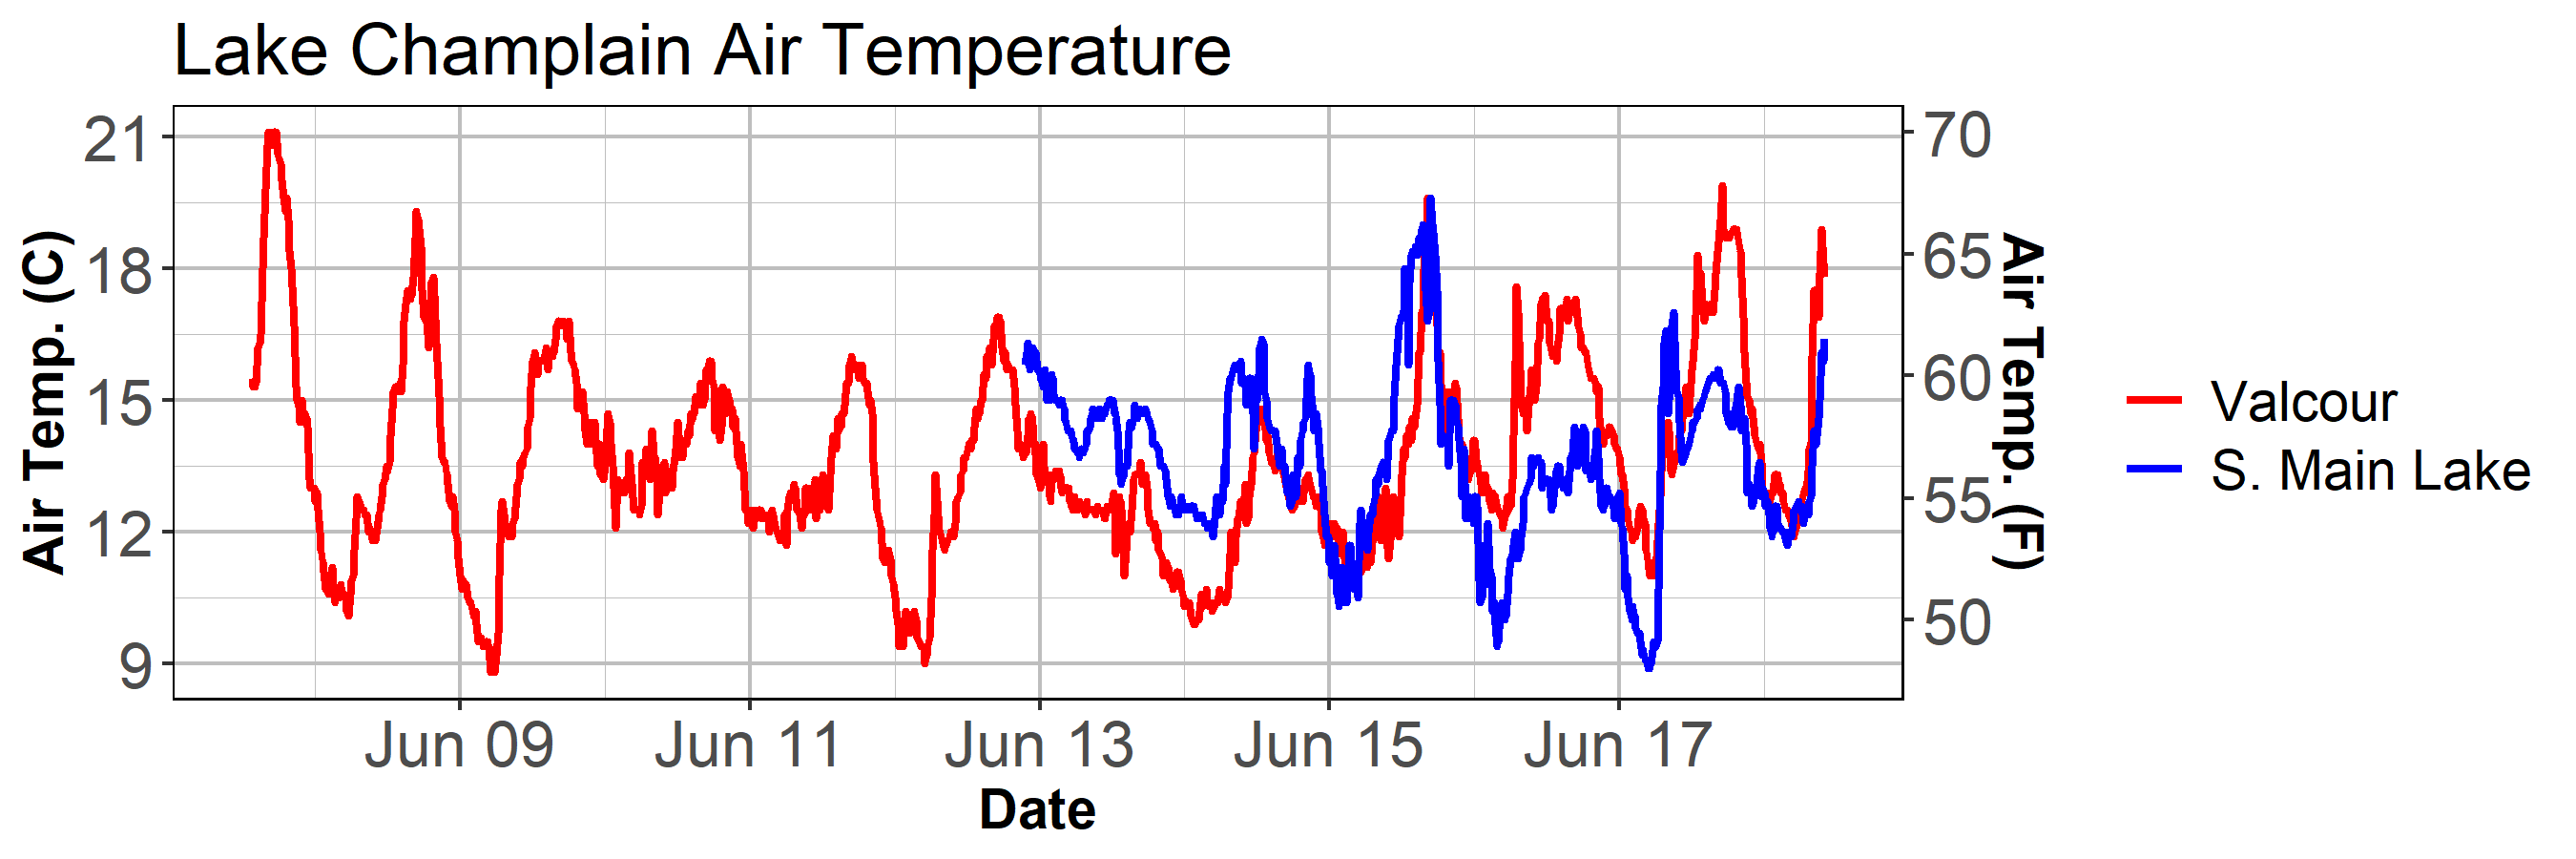 Lake Champlain Air Temperature
Air Temp. (C)
21
18
15
12
9
70
65
60
55
50
Air Temp. (F)
Jun 09
Jun 11
Jun 13
Jun 15
Jun 17
Date
Valcour
S. Main Lake